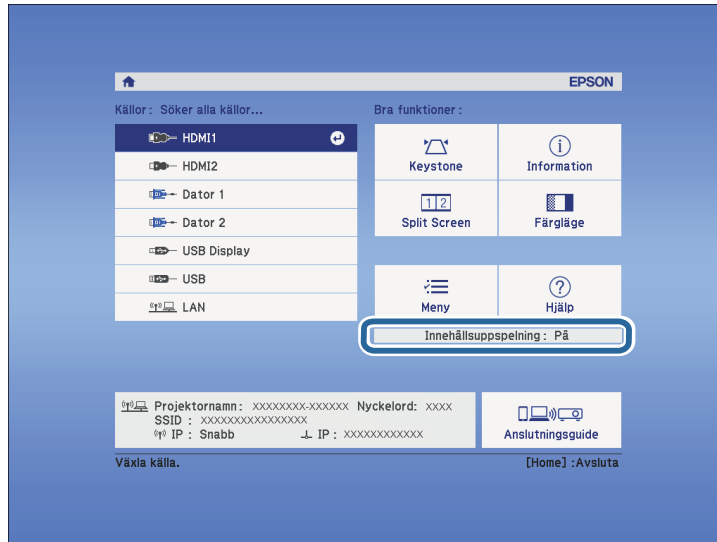 EPSON
Källor : Söker alla källor...
HDMI1
HDMI2
Dator 1
Dator 2
USB Display
USB
LAN
Bra funktioner :
Keystone
Information
1 2
Split Screen
Färgläge
Meny
Hjälp
Innehållsuppspelning : På
Projektornamn : XXXXXXXX-XXXXXX Nyckelord: XXXX
SSID : XXXXXXXXXXXXXXXX
IP : Snabb IP : XXXXXXXXXXXX
Anslutningsguide
Växla källa. [Home] :Avsluta